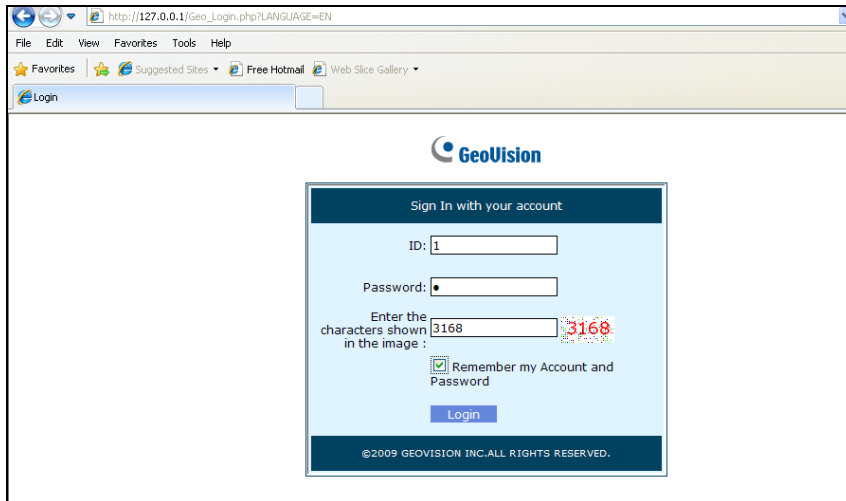 http://127.0.0.1/Geo_Login.php?LANGUAGE=EN
File Edit View Favorites Tools Help
Favorites Suggested Sites Free Hotmail Web Slice Gallery
Login
GeoVision
Sign In with your account
ID: 1
Password: ●
Enter the
characters shown 3168 3168
in the image :
Remember my Account and
Password
Login
©2009 GEOVISION INC.ALL RIGHTS RESERVED.